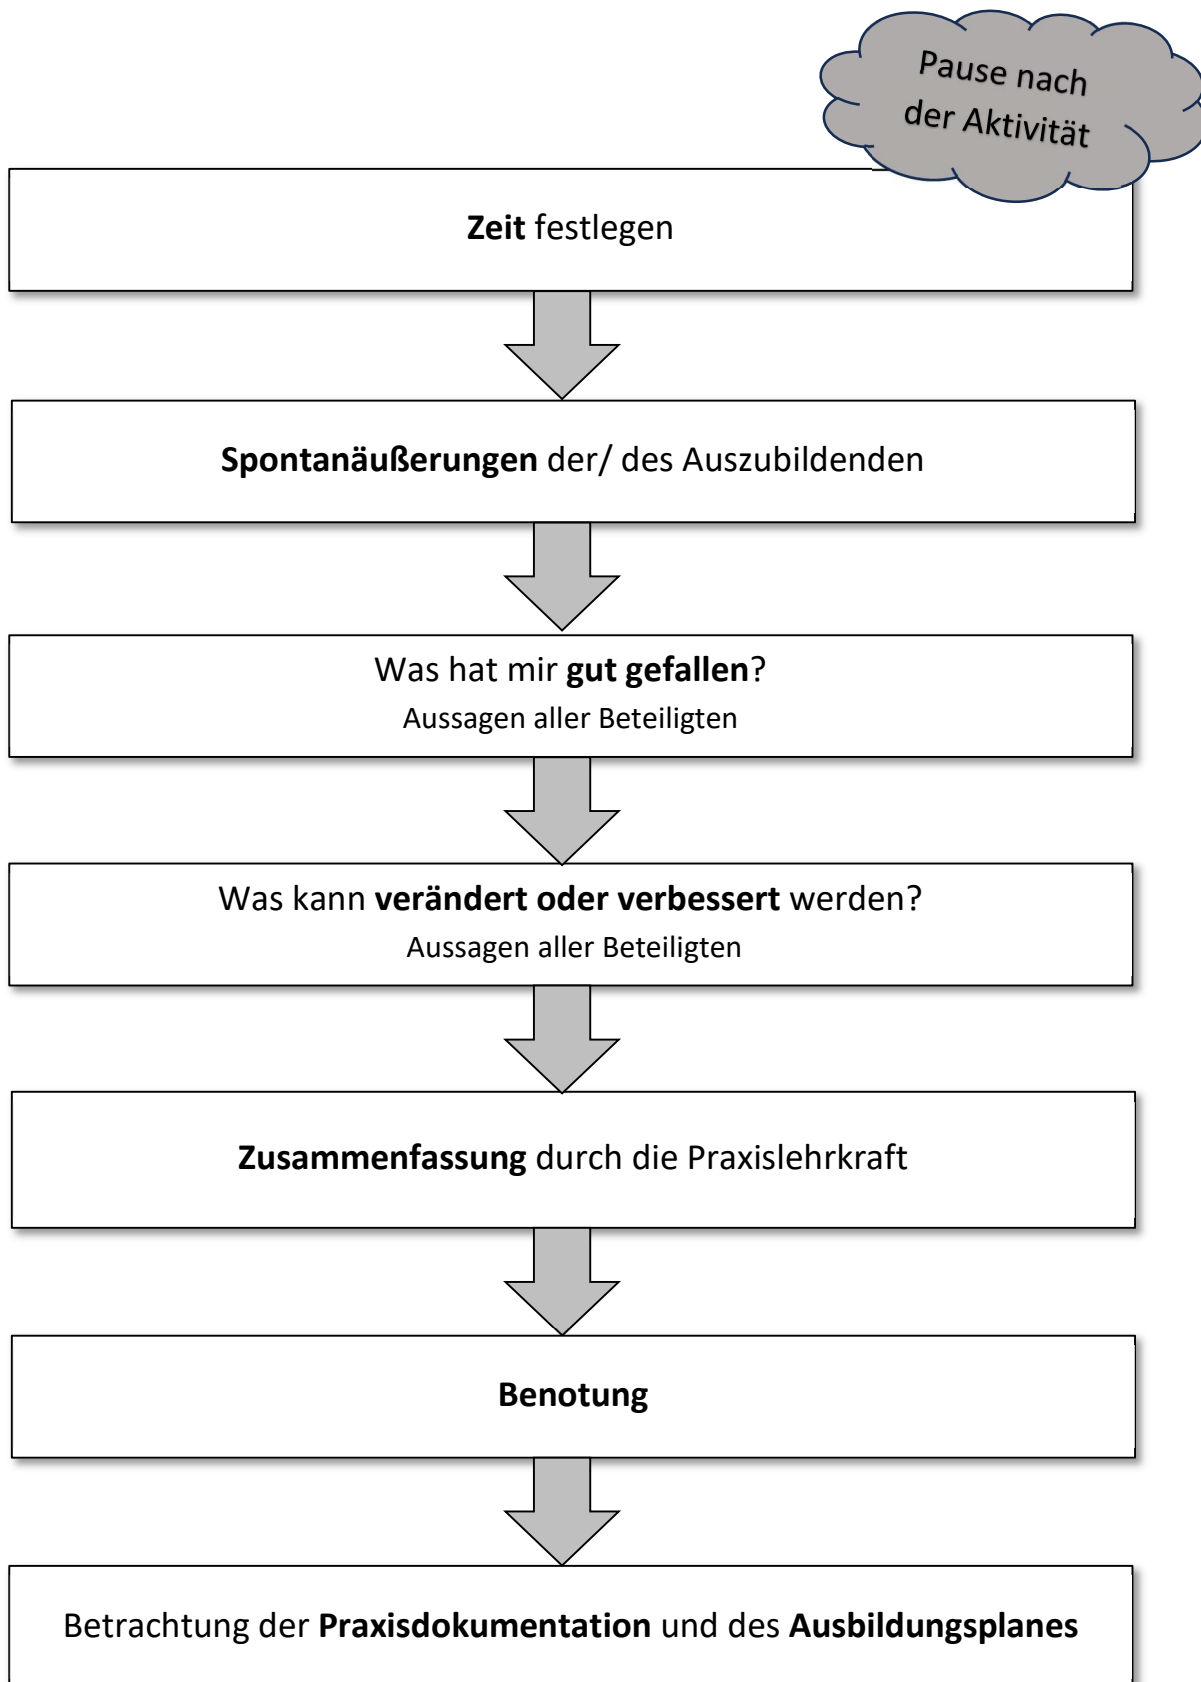 Pause nach
der Aktivität
Zeit festlegen
Spontanäußerungen der/ des Auszubildenden
Was hat mir gut gefallen?
Aussagen aller Beteiligten
Was kann verändert oder verbessert werden?
Aussagen aller Beteiligten
Zusammenfassung durch die Praxislehrkraft
Benotung
Betrachtung der Praxisdokumentation und des Ausbildungsplanes